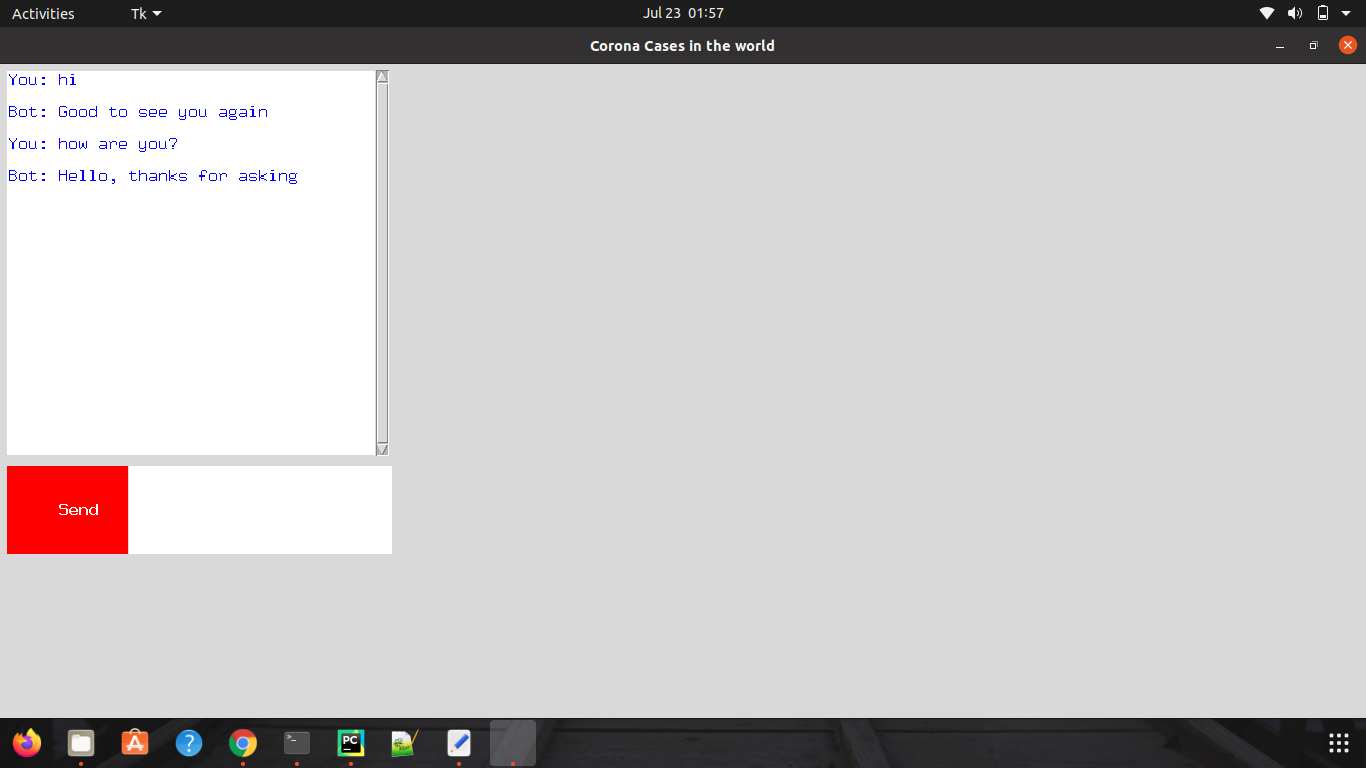 Activities
Tk
Jul 23 01:57
Corona Cases in the world
You: hi
Bot: Good to see you again
You: how are you?
Bot: Hello, thanks for asking
Send
>_
?
PC